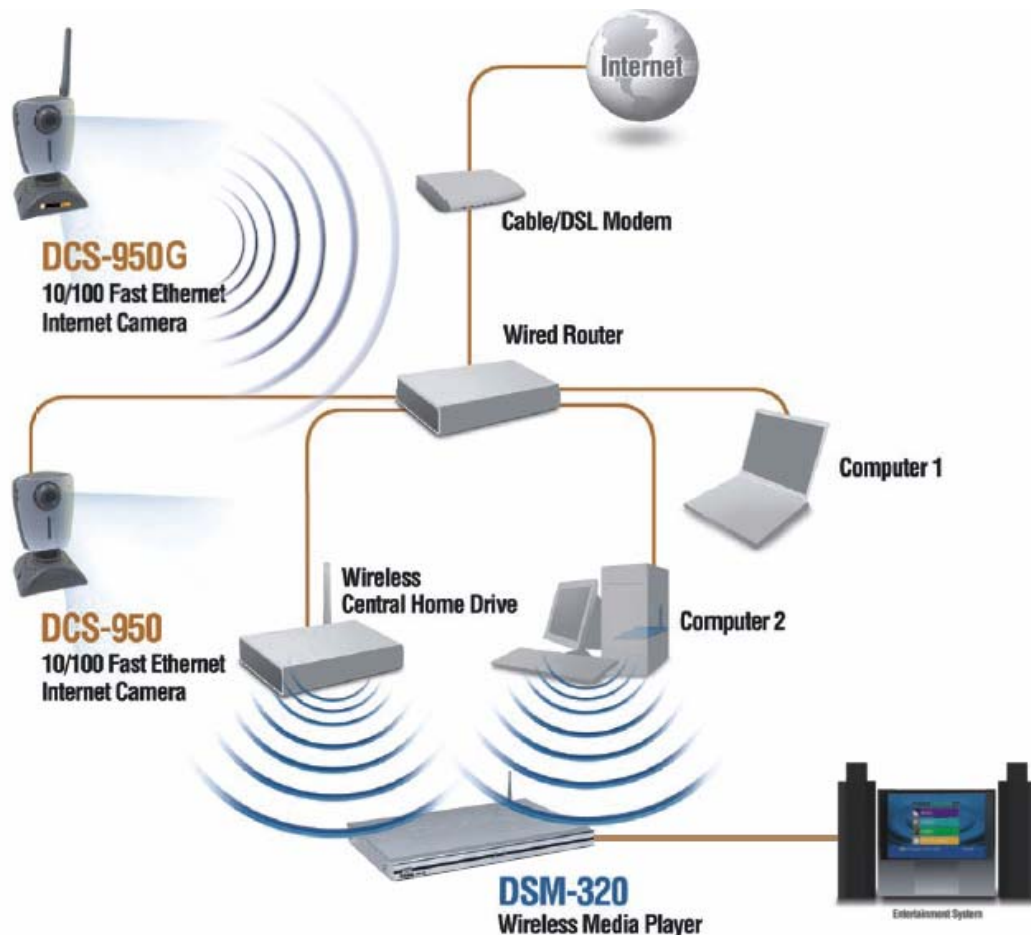 Internet
Cable/DSL Modem
DCS-950G
10/100 Fast Ethernet
Internet Camera
Wired Router
Computer 1
DCS-950
10/100 Fast Ethernet
Internet Camera
Wireless
Central Home Drive
Computer 2
DSM-320
Wireless Media Player
Entertainment System